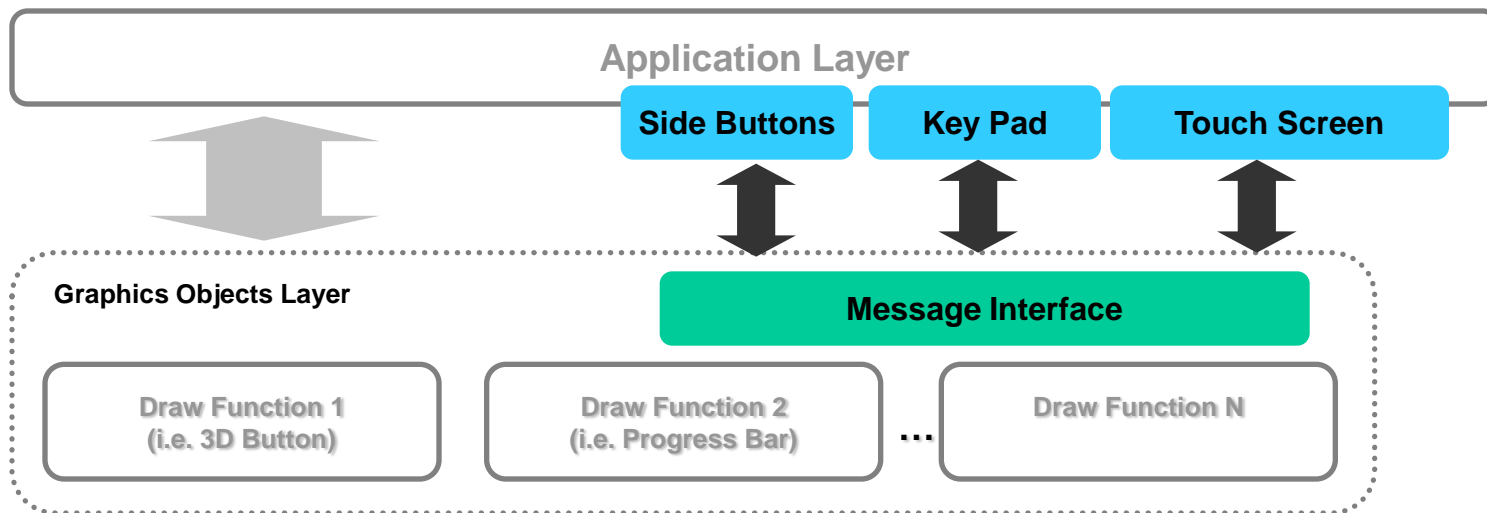 Application Layer
Side Buttons
Key Pad
Touch Screen
Graphics Objects Layer
Message Interface
Draw Function 1
(i.e. 3D Button)
Draw Function 2
(i.e. Progress Bar)
...
Draw Function N